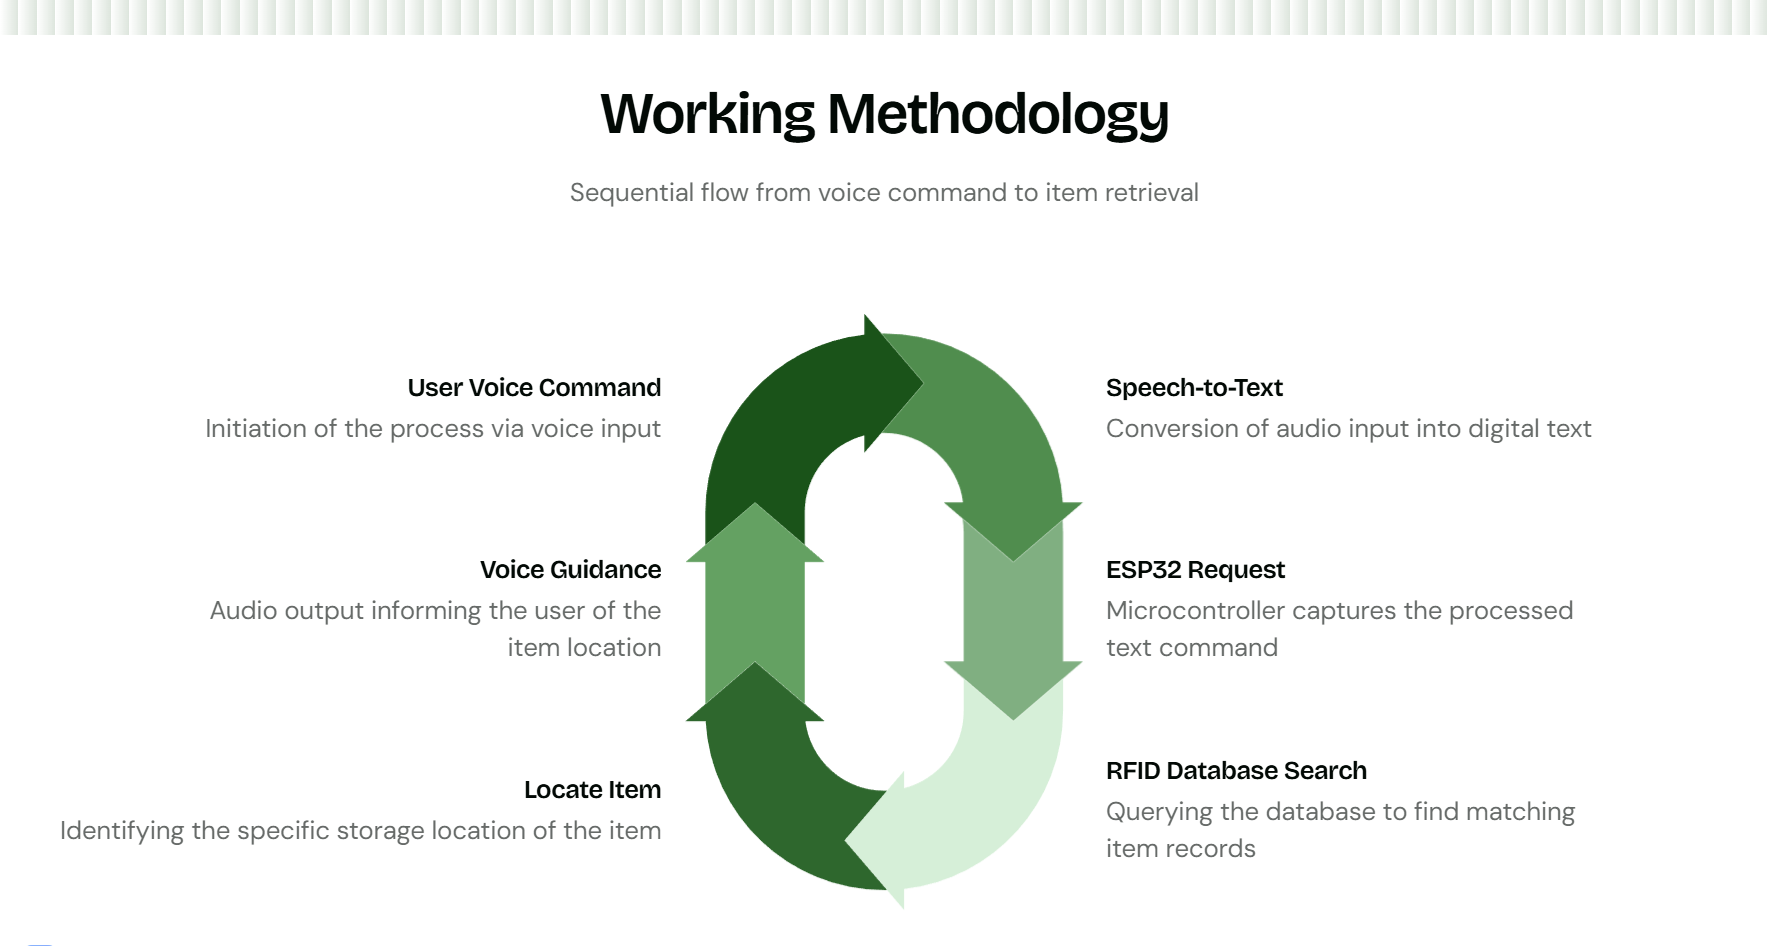 Working Methodology
Sequential flow from voice command to item retrieval
User Voice Command
Initiation of the process via voice input
Speech-to-Text
Conversion of audio input into digital text
Voice Guidance
Audio output informing the user of the
item location
ESP32 Request
Microcontroller captures the processed
text command
Locate Item
Identifying the specific storage location of the item
RFID Database Search
Querying the database to find matching
item records